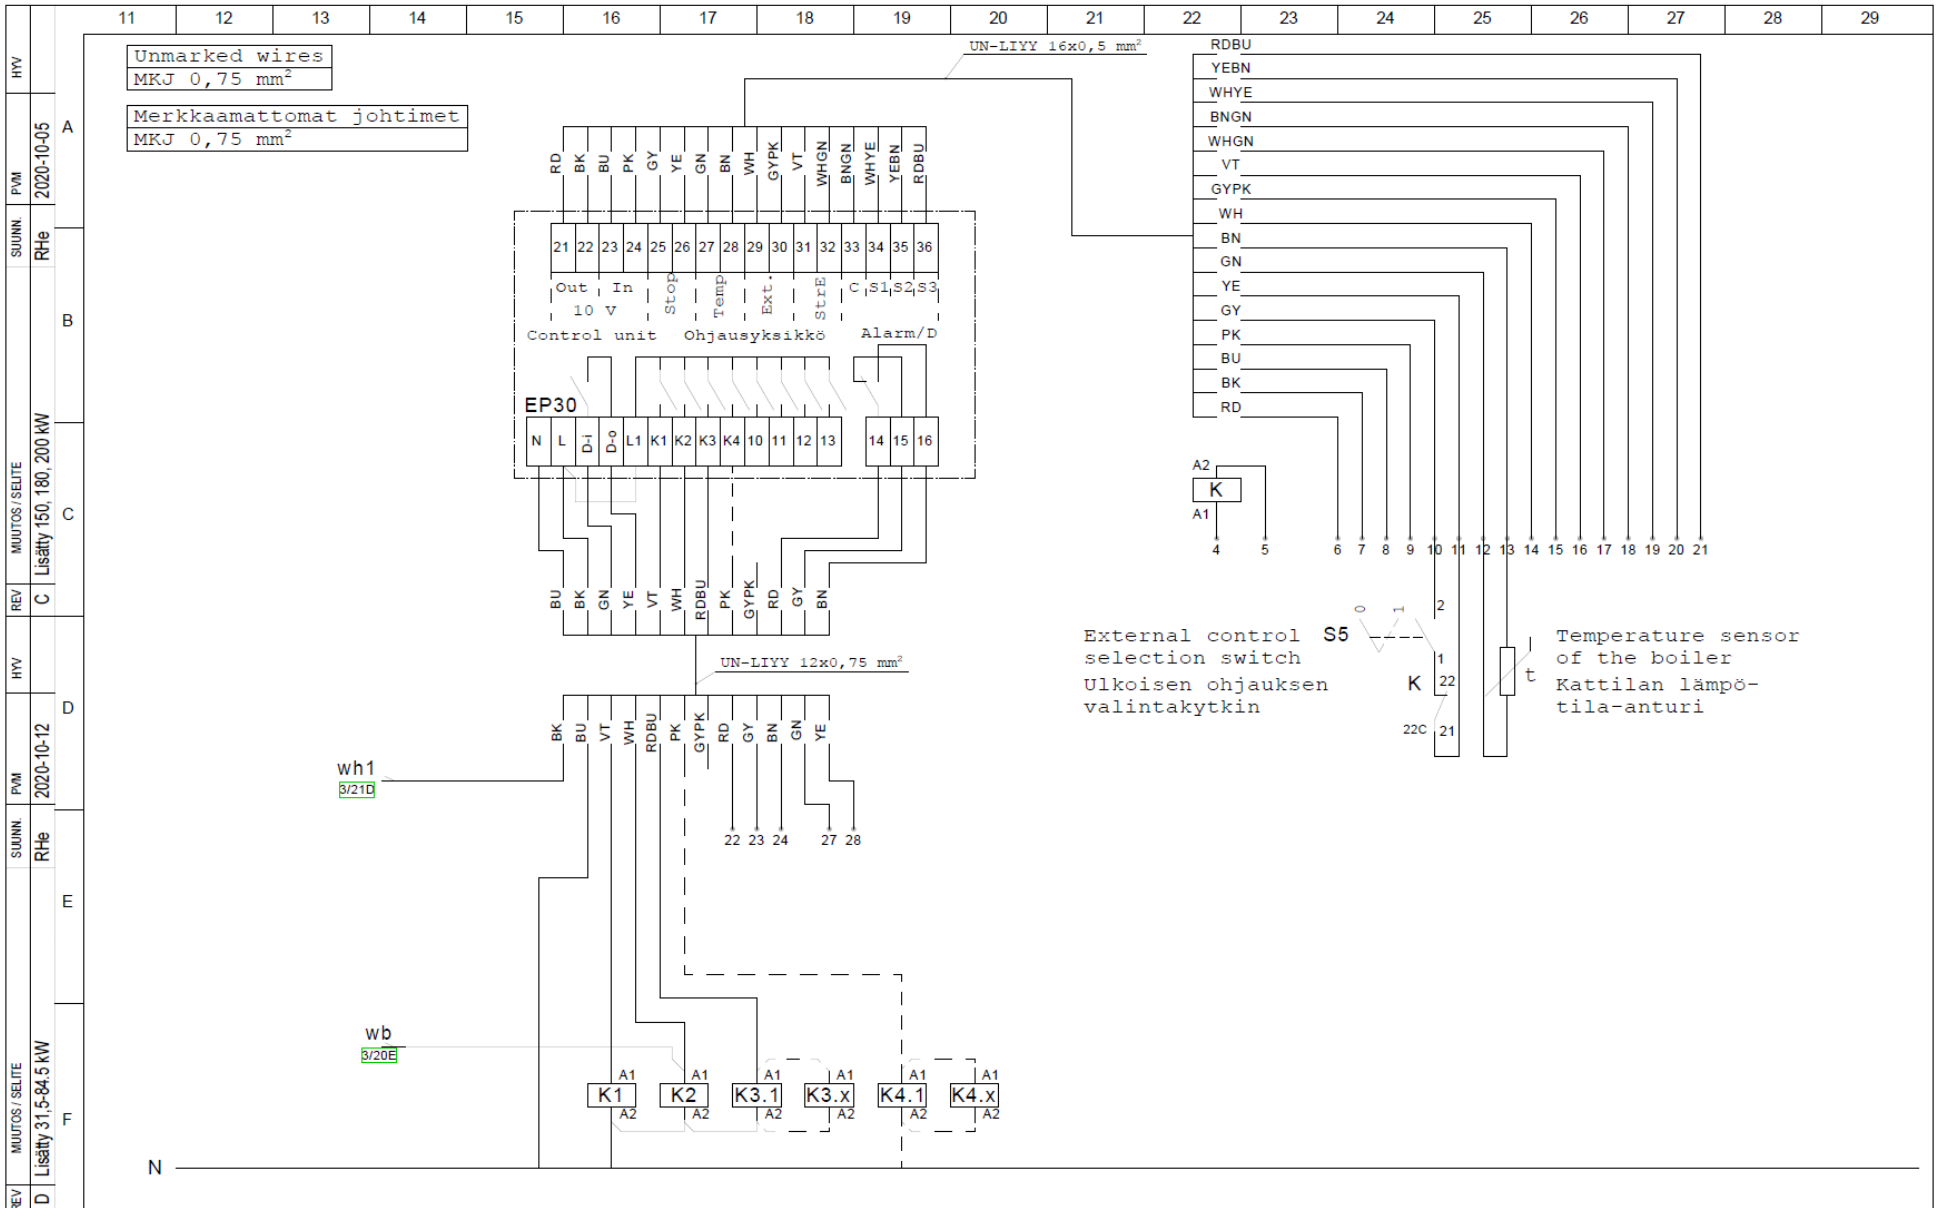 11 12 13 14 15 16 17 18 19 20 21 22 23 24 25 26 27 28 29
HYV
PVM 2020-10-05
SUUNN. RHe
MUUTOS / SELITE Lisätty 150, 180, 200 kW
REV C
HYV
PVM 2020-10-12
SUUNN. RHe
MUUTOS / SELITE Lisätty 31,5-84.5 kW
REV D
A
B
C
D
E
F
Unmarked wires
MKJ 0,75 mm²
Merkkaamattomat johtimet
MKJ 0,75 mm²
UN-LIYY 16x0,5 mm²
RD BK BU PK GY YE GN BN WH GYPK VT WHGN BNGN WHYE YEBN RDBU
21 22 23 24 25 26 27 28 29 30 31 32 33 34 35 36
Out In Stop Temp Ext. StrE C S1 S2 S3
10 V
Control unit Ohjausyksikkö Alarm/D
EP30
N L D-i D-o L1 K1 K2 K3 K4 10 11 12 13 14 15 16
BU BK GN YE VT WH RDBU PK GYPK RD GY BN
UN-LIYY 12x0,75 mm²
BK BU VT WH RDBU PK GYPK RD GY BN GN YE
wh1
3/21D
22 23 24 27 28
wb
3/20E
A1 A1 A1 A1 A1 A1
K1 K2 K3.1 K3.x K4.1 K4.x
A2 A2 A2 A2 A2 A2
N
RDBU
YEBN
WHYE
BNGN
WHGN
VT
GYPK
WH
BN
GN
YE
GY
PK
BU
BK
RD
A2
K
A1
4 5 6 7 8 9 10 11 12 13 14 15 16 17 18 19 20 21
0 1 2
External control S5
selection switch
1
Ulkoisen ohjauksen K 22
valintakytkin
22C 21
Temperature sensor
of the boiler
t
Kattilan lämpö-
tila-anturi